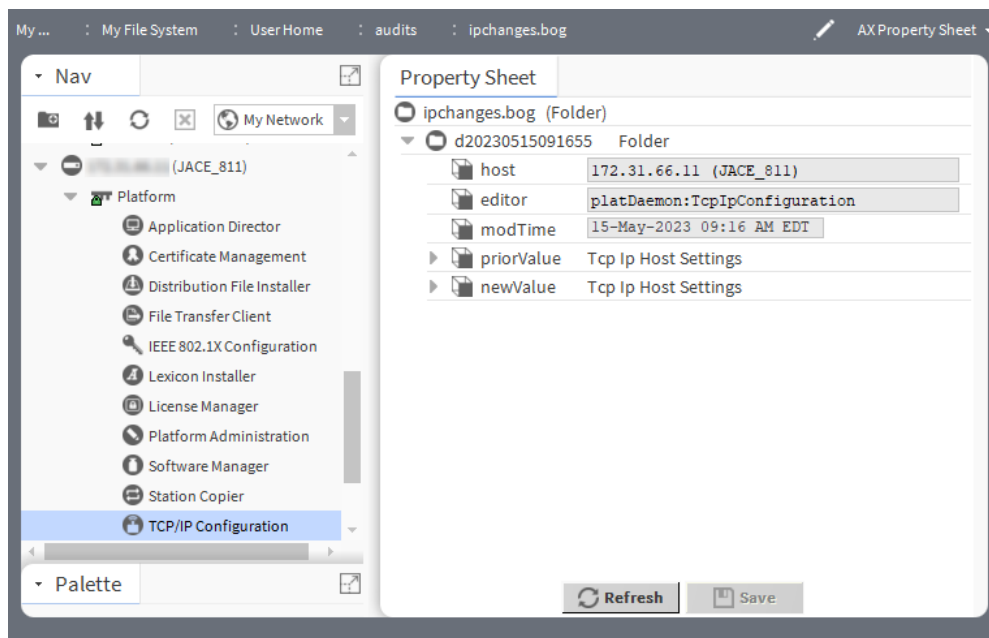 My ... : My File System : User Home : audits : ipchanges.bog AX Property Sheet
Nav
My Network
(JACE_811)
Platform
Application Director
Certificate Management
Distribution File Installer
File Transfer Client
IEEE 802.1X Configuration
Lexicon Installer
License Manager
Platform Administration
Software Manager
Station Copier
TCP/IP Configuration
Palette
Property Sheet
ipchanges.bog (Folder)
d20230515091655 Folder
host 172.31.66.11 (JACE_811)
editor platDaemon:TcpIpConfiguration
modTime 15-May-2023 09:16 AM EDT
priorValue Tcp Ip Host Settings
newValue Tcp Ip Host Settings
Refresh Save